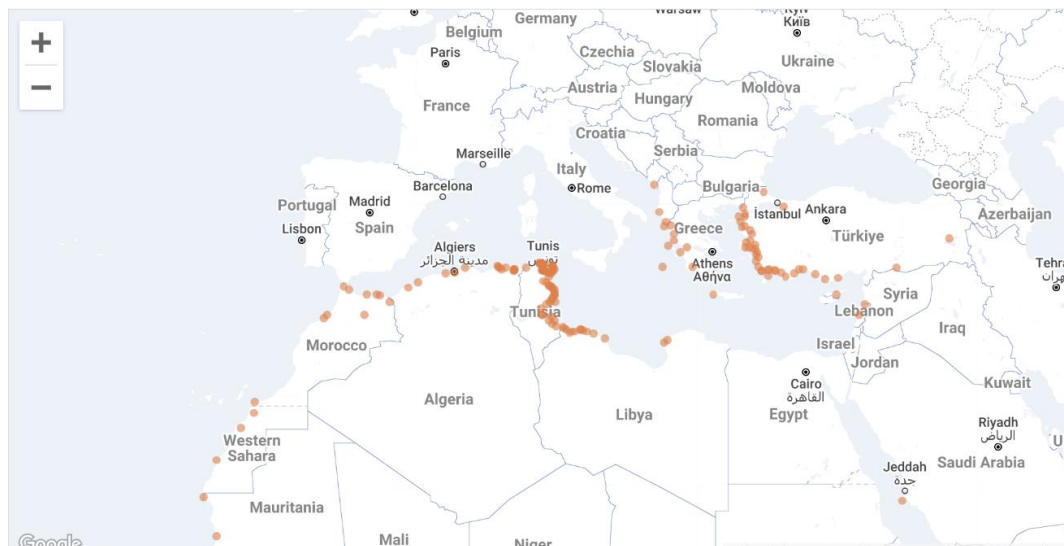 +
−
Warsaw
Київ
Germany
Belgium
Paris
Czechia
Ukraine
Slovakia
Austria
Moldova
France
Hungary
Romania
Croatia
Marseille
Serbia
Italy
Barcelona
Rome
Bulgaria
Georgia
Portugal
Madrid
Spain
İstanbul
Ankara
Azerbaijan
Lisbon
Greece
Türkiye
Algiers
مدينة الجزائر
Tunis
تونس
Athens
Αθήνα
Tehra
Syria
Tunisia
Lebanon
Iraq
Morocco
Israel
Jordan
Cairo
القاهرة
Kuwait
Algeria
Libya
Egypt
Riyadh
الرياض
Western
Sahara
Saudi Arabia
Jeddah
جدة
Mauritania
Mali
Niger
Google